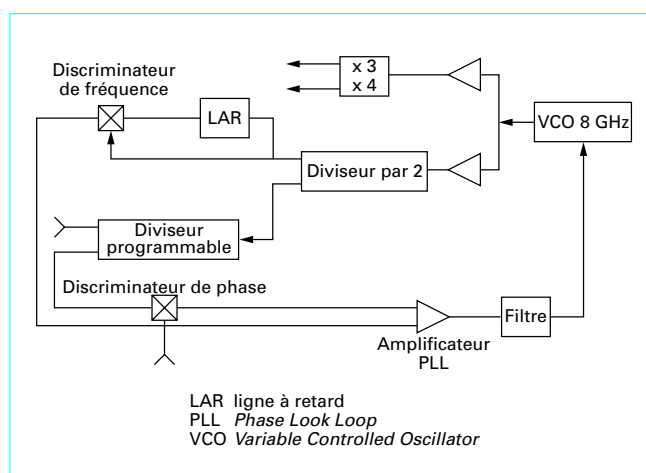 Discriminateur
de fréquence
x 3
x 4
LAR
VCO 8 GHz
Diviseur par 2
Diviseur
programmable
Discriminateur de phase
Filtre
Amplificateur
PLL
LAR ligne à retard
PLL Phase Look Loop
VCO Variable Controlled Oscillator